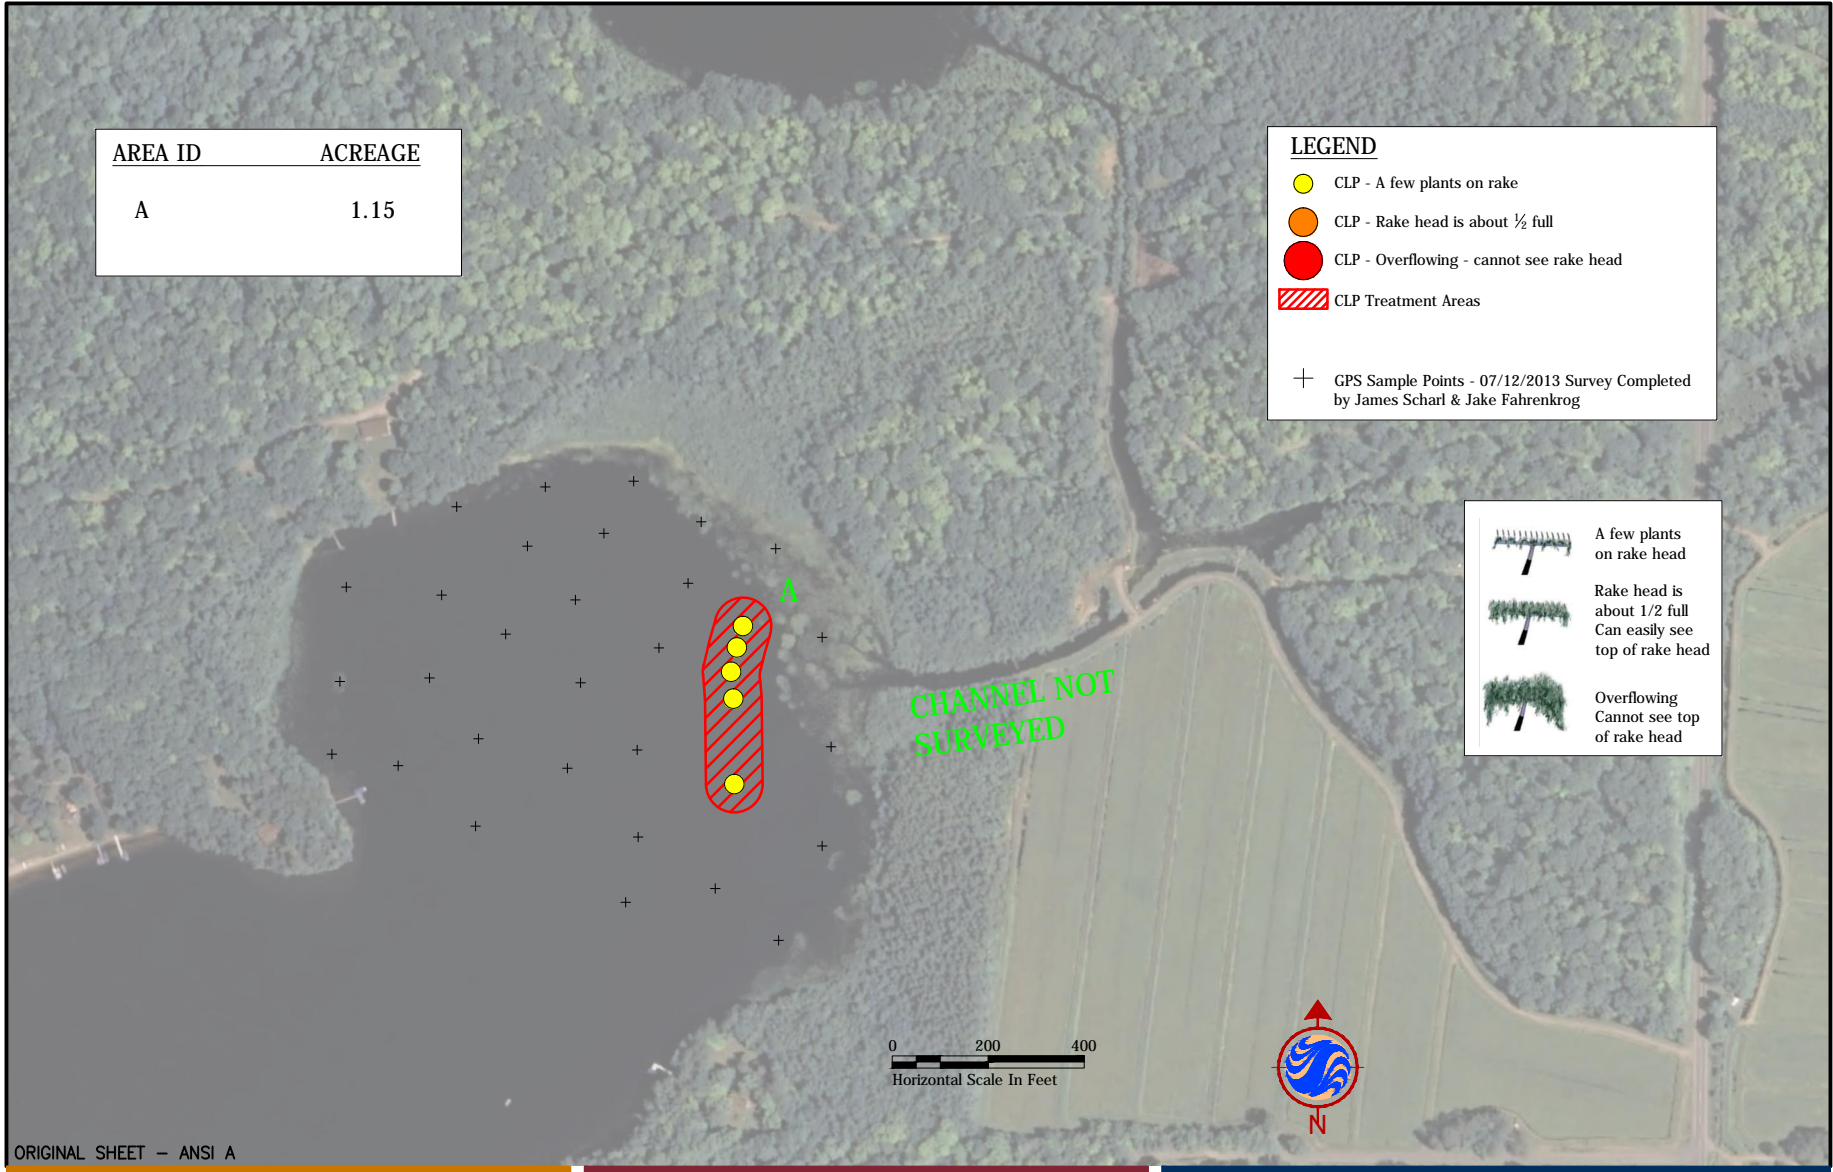 AREA ID ACREAGE
A 1.15
LEGEND
CLP - A few plants on rake
CLP - Rake head is about ½ full
CLP - Overflowing - cannot see rake head
CLP Treatment Areas
GPS Sample Points - 07/12/2013 Survey Completed
by James Scharl & Jake Fahrenkrog
A few plants
on rake head
Rake head is
about 1/2 full
Can easily see
top of rake head
Overflowing
Cannot see top
of rake head
A
CHANNEL NOT
SURVEYED
0 200 400
Horizontal Scale In Feet
N
ORIGINAL SHEET - ANSI A